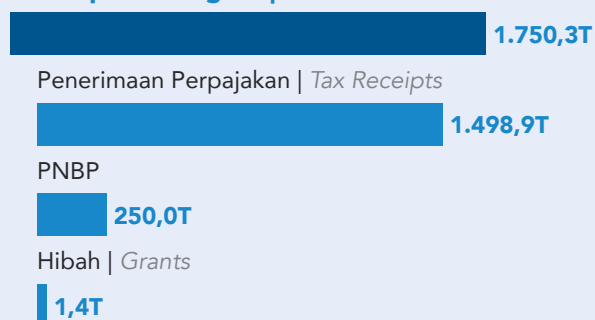 1.750,3T
Penerimaan Perpajakan | Tax Receipts
1.498,9T
PNBP
250,0T
Hibah | Grants
1,4T